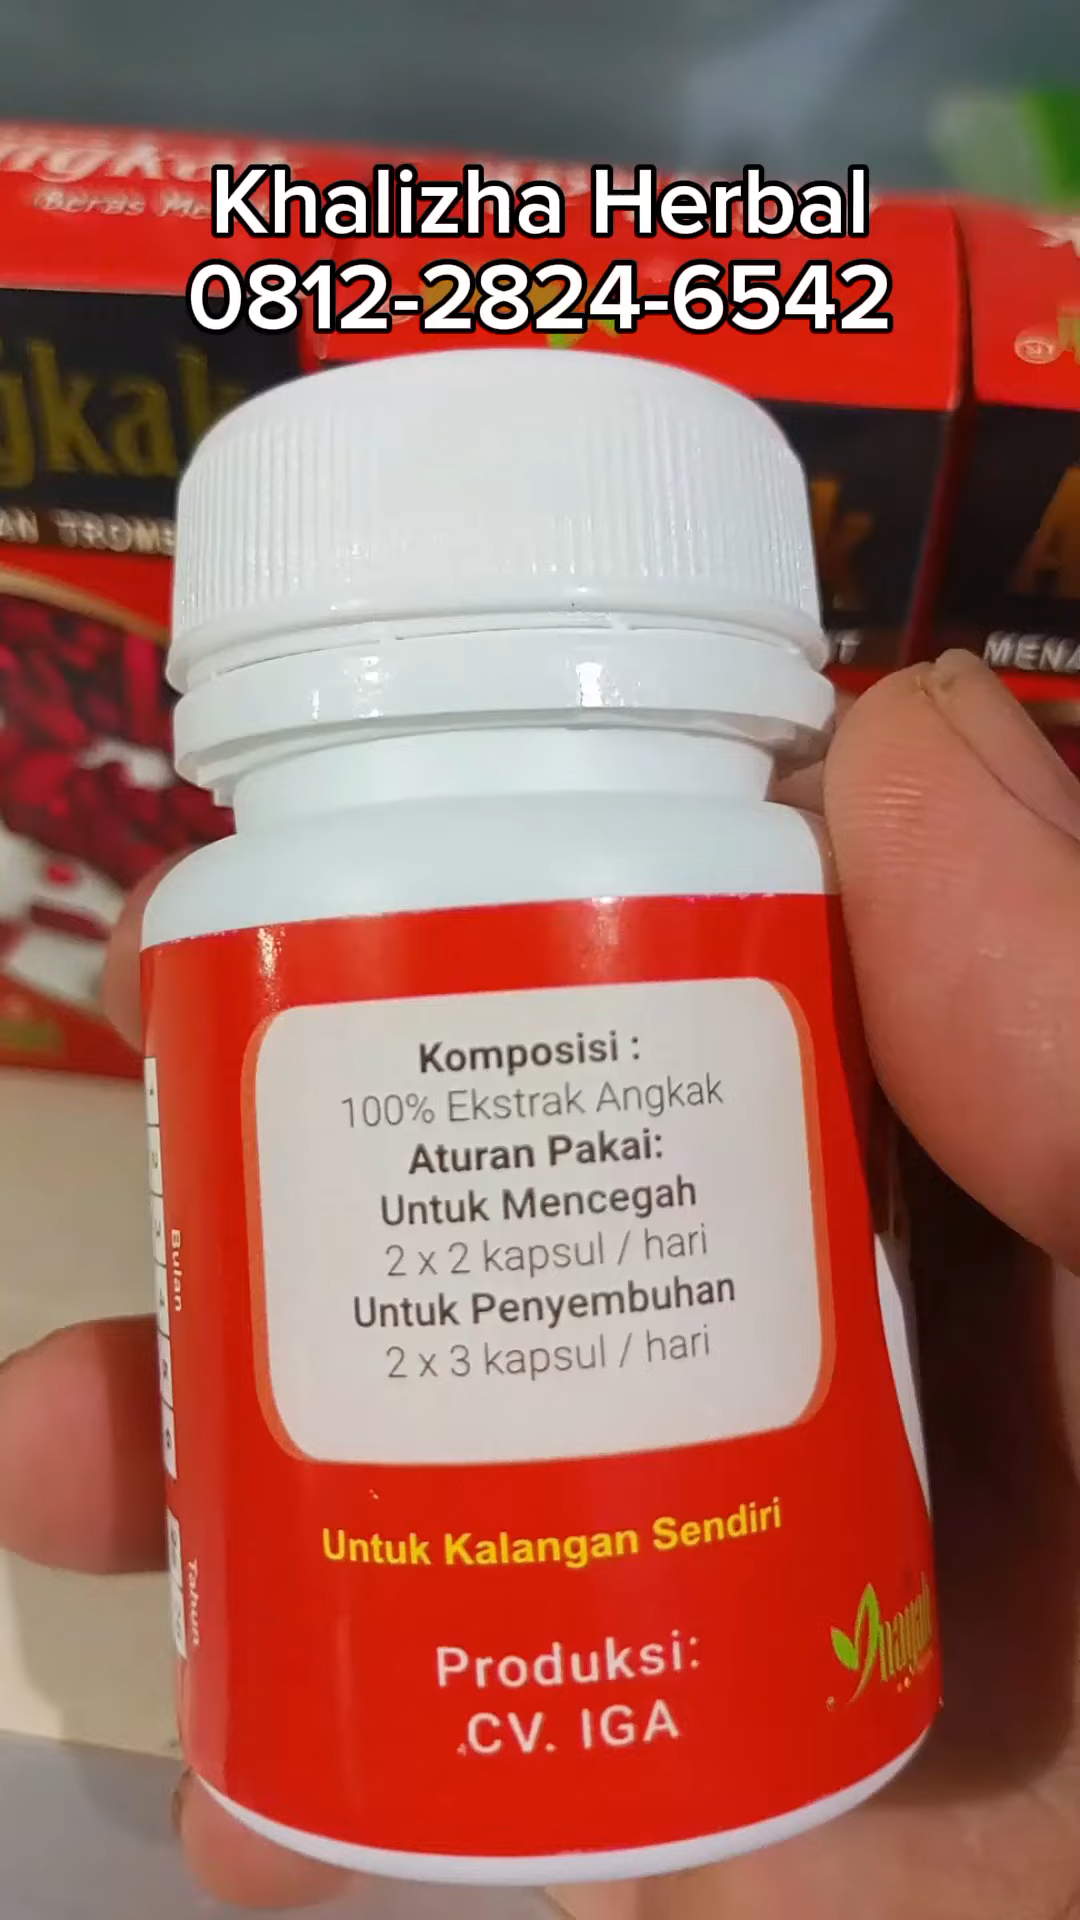 Khalizha Herbal
0812-2824-6542
Komposisi :
100% Ekstrak Angkak
Aturan Pakai:
Untuk Mencegah
2 x 2 kapsul / hari
Untuk Penyembuhan
2 x 3 kapsul / hari
Untuk Kalangan Sendiri
Produksi:
CV. IGA
Bulan
Tahun